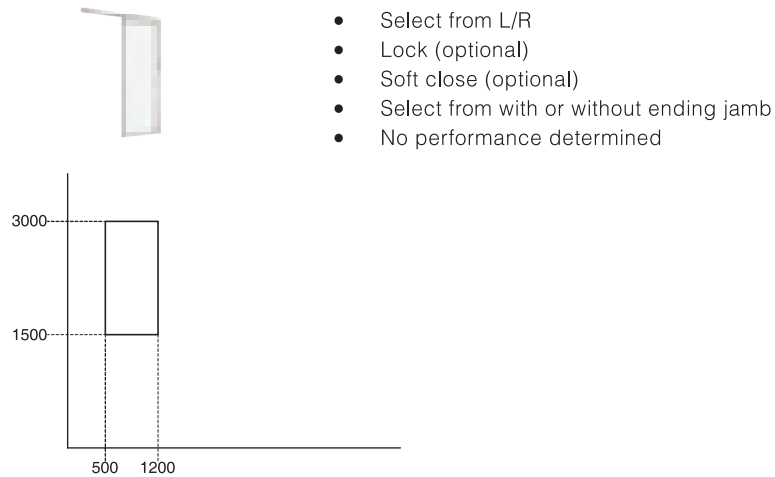 ● Select from L/R
● Lock (optional)
● Soft close (optional)
● Select from with or without ending jamb
● No performance determined
3000
1500
500 1200